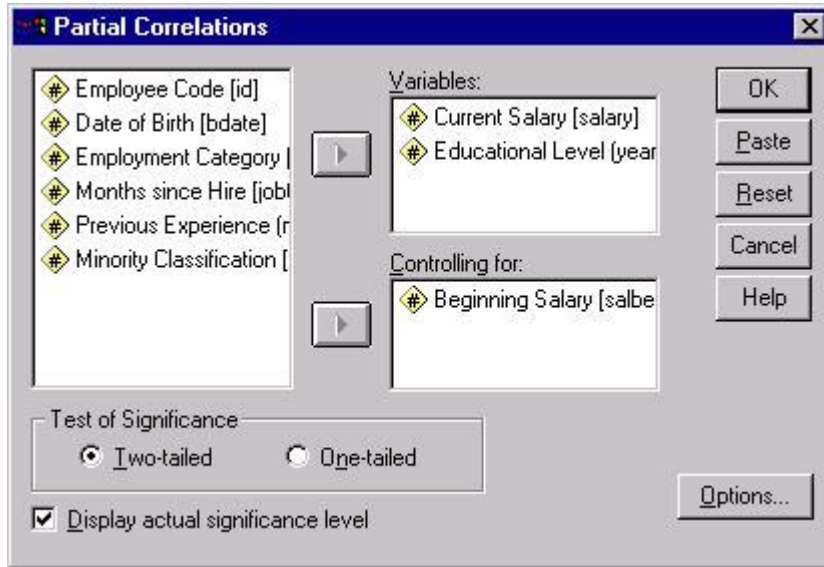 Partial Correlations
Employee Code [id]
Date of Birth [bdate]
Employment Category [
Months since Hire [job
Previous Experience (
Minority Classification [
Variables:
Current Salary [salary]
Educational Level (year
Controlling for:
Beginning Salary [salbe
OK
Paste
Reset
Cancel
Help
Test of Significance
Two-tailed
One-tailed
Display actual significance level
Options...